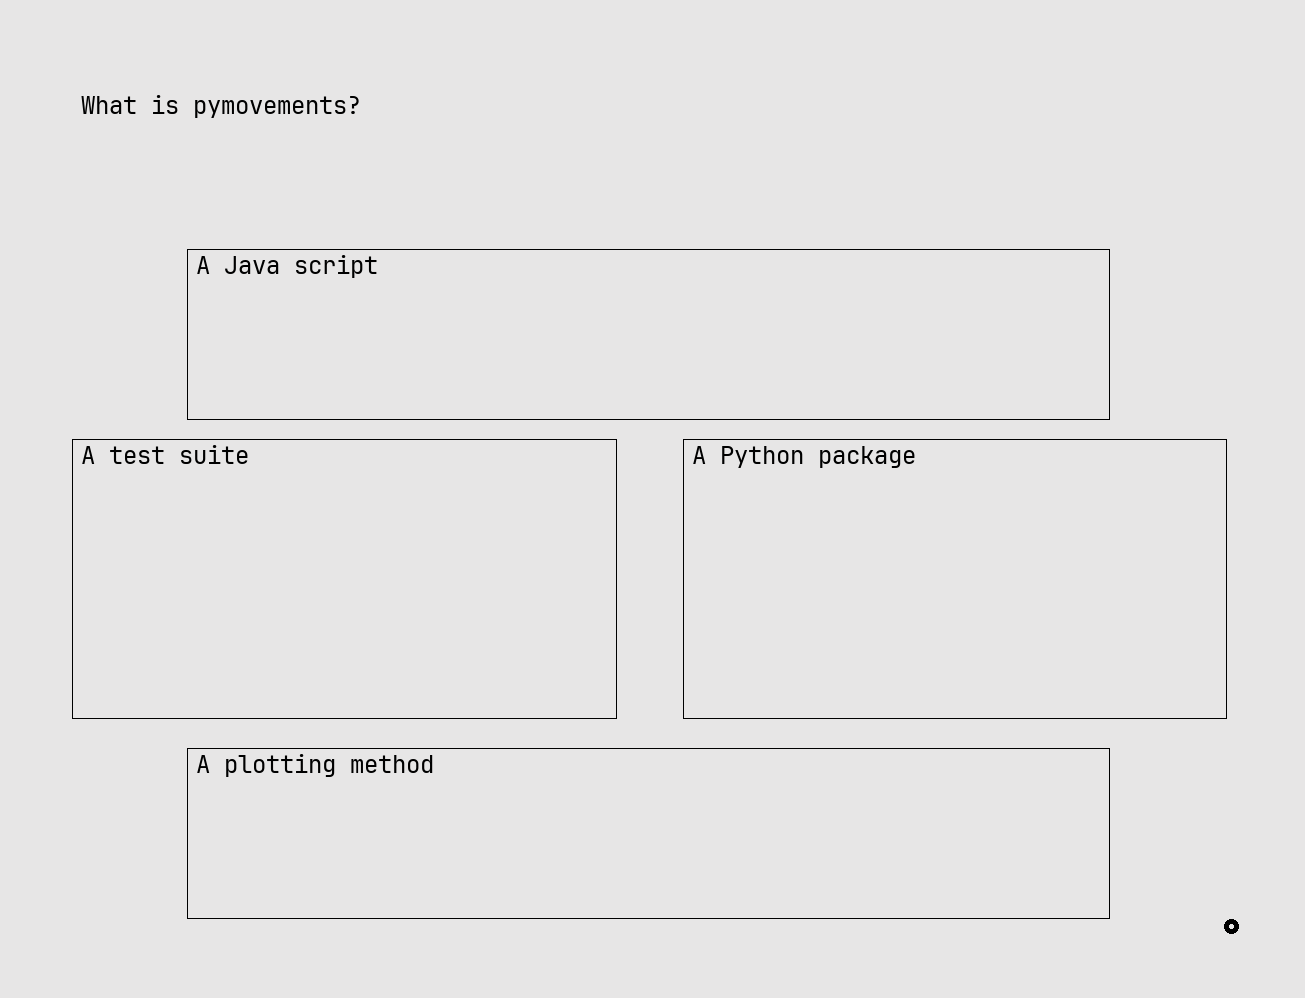 What is pymovements?
A Java script
A test suite
A Python package
A plotting method